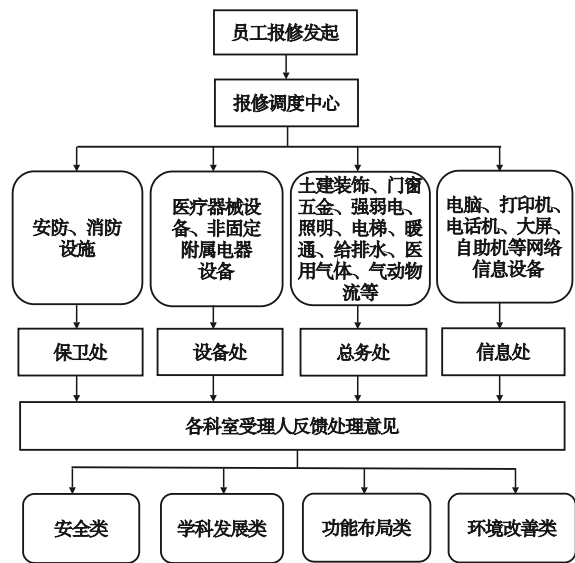 员工报修发起
报修调度中心
安防、消防
设施
医疗器械设
备、非固定
附属电器
设备
土建装饰、门窗
五金、强弱电、
照明、电梯、暖
通、给排水、医
用气体、气动物
流等
电脑、打印机、
电话机、大屏、
自助机等网络
信息设备
保卫处
设备处
总务处
信息处
各科室受理人反馈处理意见
安全类
学科发展类
功能布局类
环境改善类